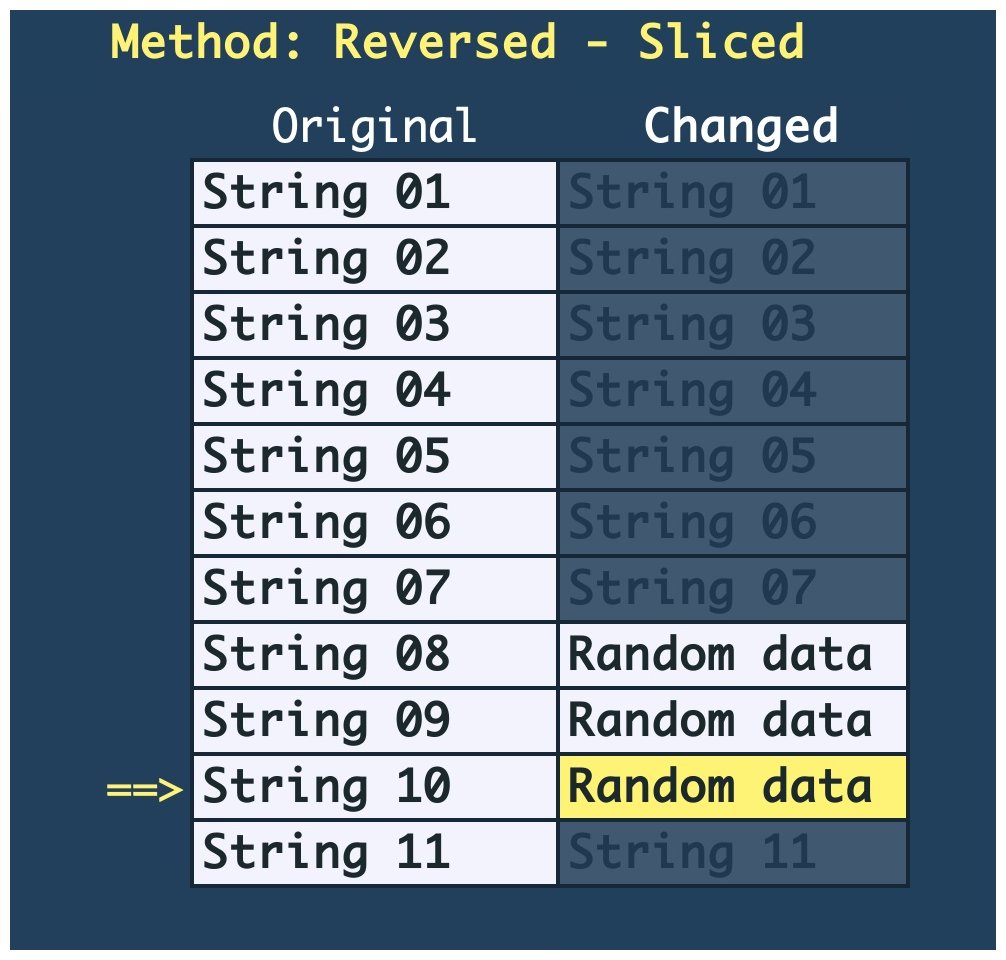 Method: Reversed - Sliced
Original Changed
String 01 String 01
String 02 String 02
String 03 String 03
String 04 String 04
String 05 String 05
String 06 String 06
String 07 String 07
String 08 Random data
String 09 Random data
==> String 10 Random data
String 11 String 11